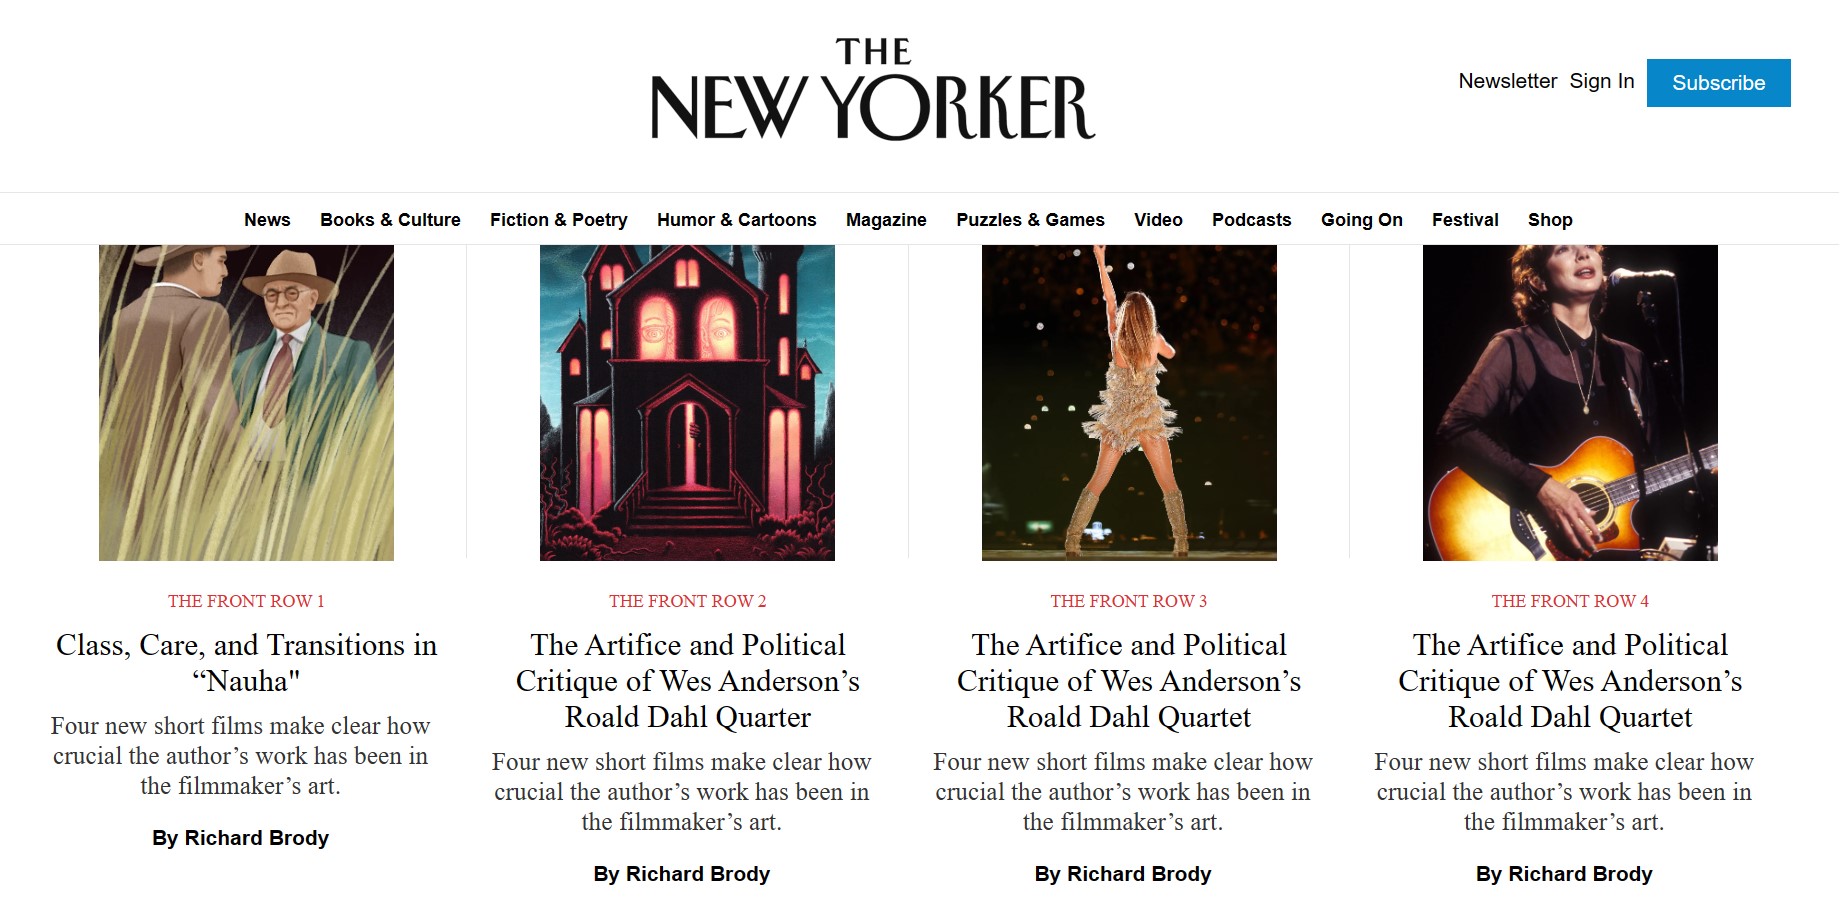 THE
NEW YORKER
Newsletter Sign In Subscribe
News Books & Culture Fiction & Poetry Humor & Cartoons Magazine Puzzles & Games Video Podcasts Going On Festival Shop
THE FRONT ROW 1
Class, Care, and Transitions in
“Nauha"
Four new short films make clear how
crucial the author’s work has been in
the filmmaker’s art.
By Richard Brody
THE FRONT ROW 2
The Artifice and Political
Critique of Wes Anderson’s
Roald Dahl Quarter
Four new short films make clear how
crucial the author’s work has been in
the filmmaker’s art.
By Richard Brody
THE FRONT ROW 3
The Artifice and Political
Critique of Wes Anderson’s
Roald Dahl Quartet
Four new short films make clear how
crucial the author’s work has been in
the filmmaker’s art.
By Richard Brody
THE FRONT ROW 4
The Artifice and Political
Critique of Wes Anderson’s
Roald Dahl Quartet
Four new short films make clear how
crucial the author’s work has been in
the filmmaker’s art.
By Richard Brody